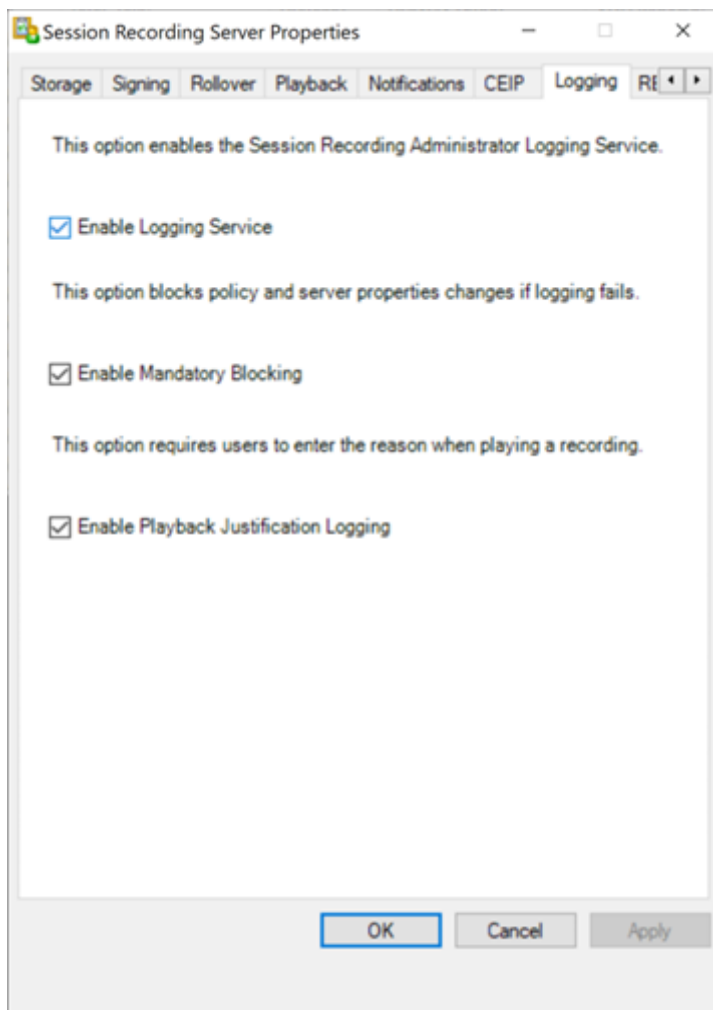 Session Recording Server Properties
Storage Signing Rollover Playback Notifications CEIP Logging RE
This option enables the Session Recording Administrator Logging Service.
Enable Logging Service
This option blocks policy and server properties changes if logging fails.
Enable Mandatory Blocking
This option requires users to enter the reason when playing a recording.
Enable Playback Justification Logging
OK Cancel Apply